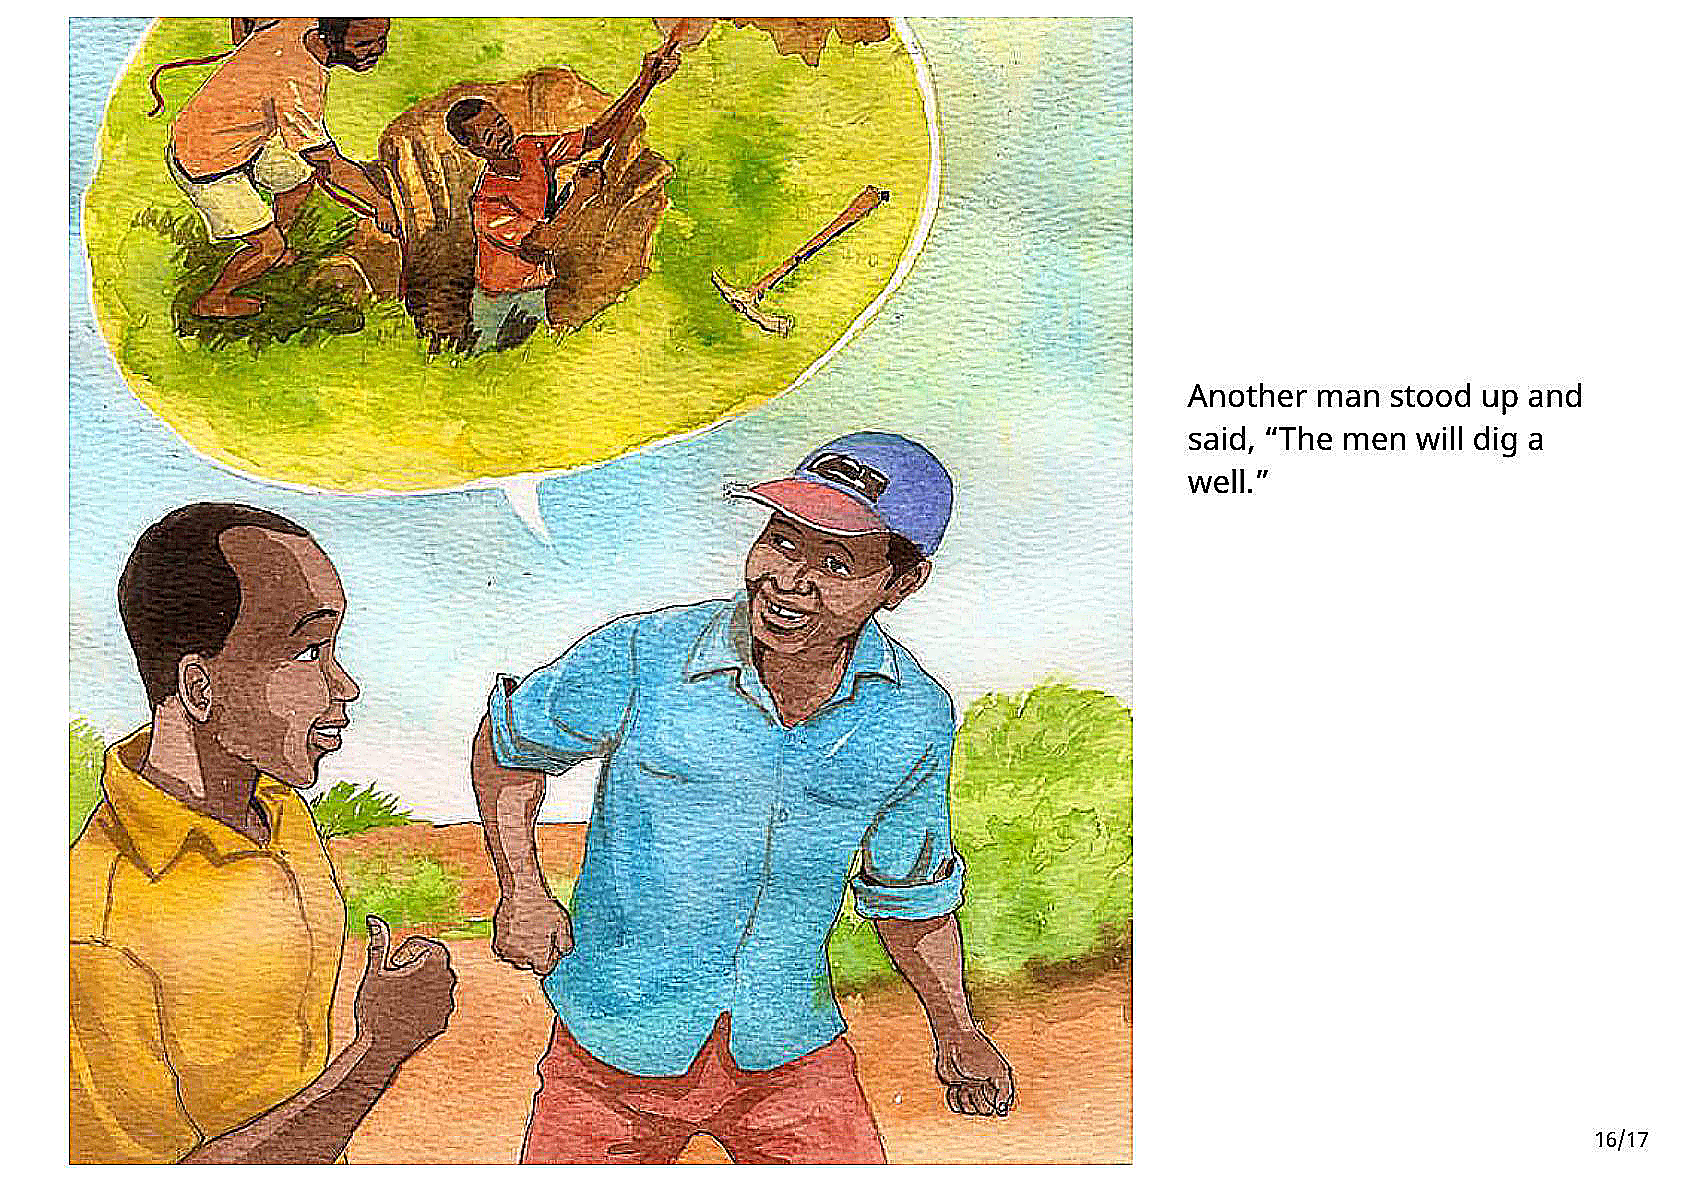 Another man stood up and
said, “The men will dig a
well.”
16/17